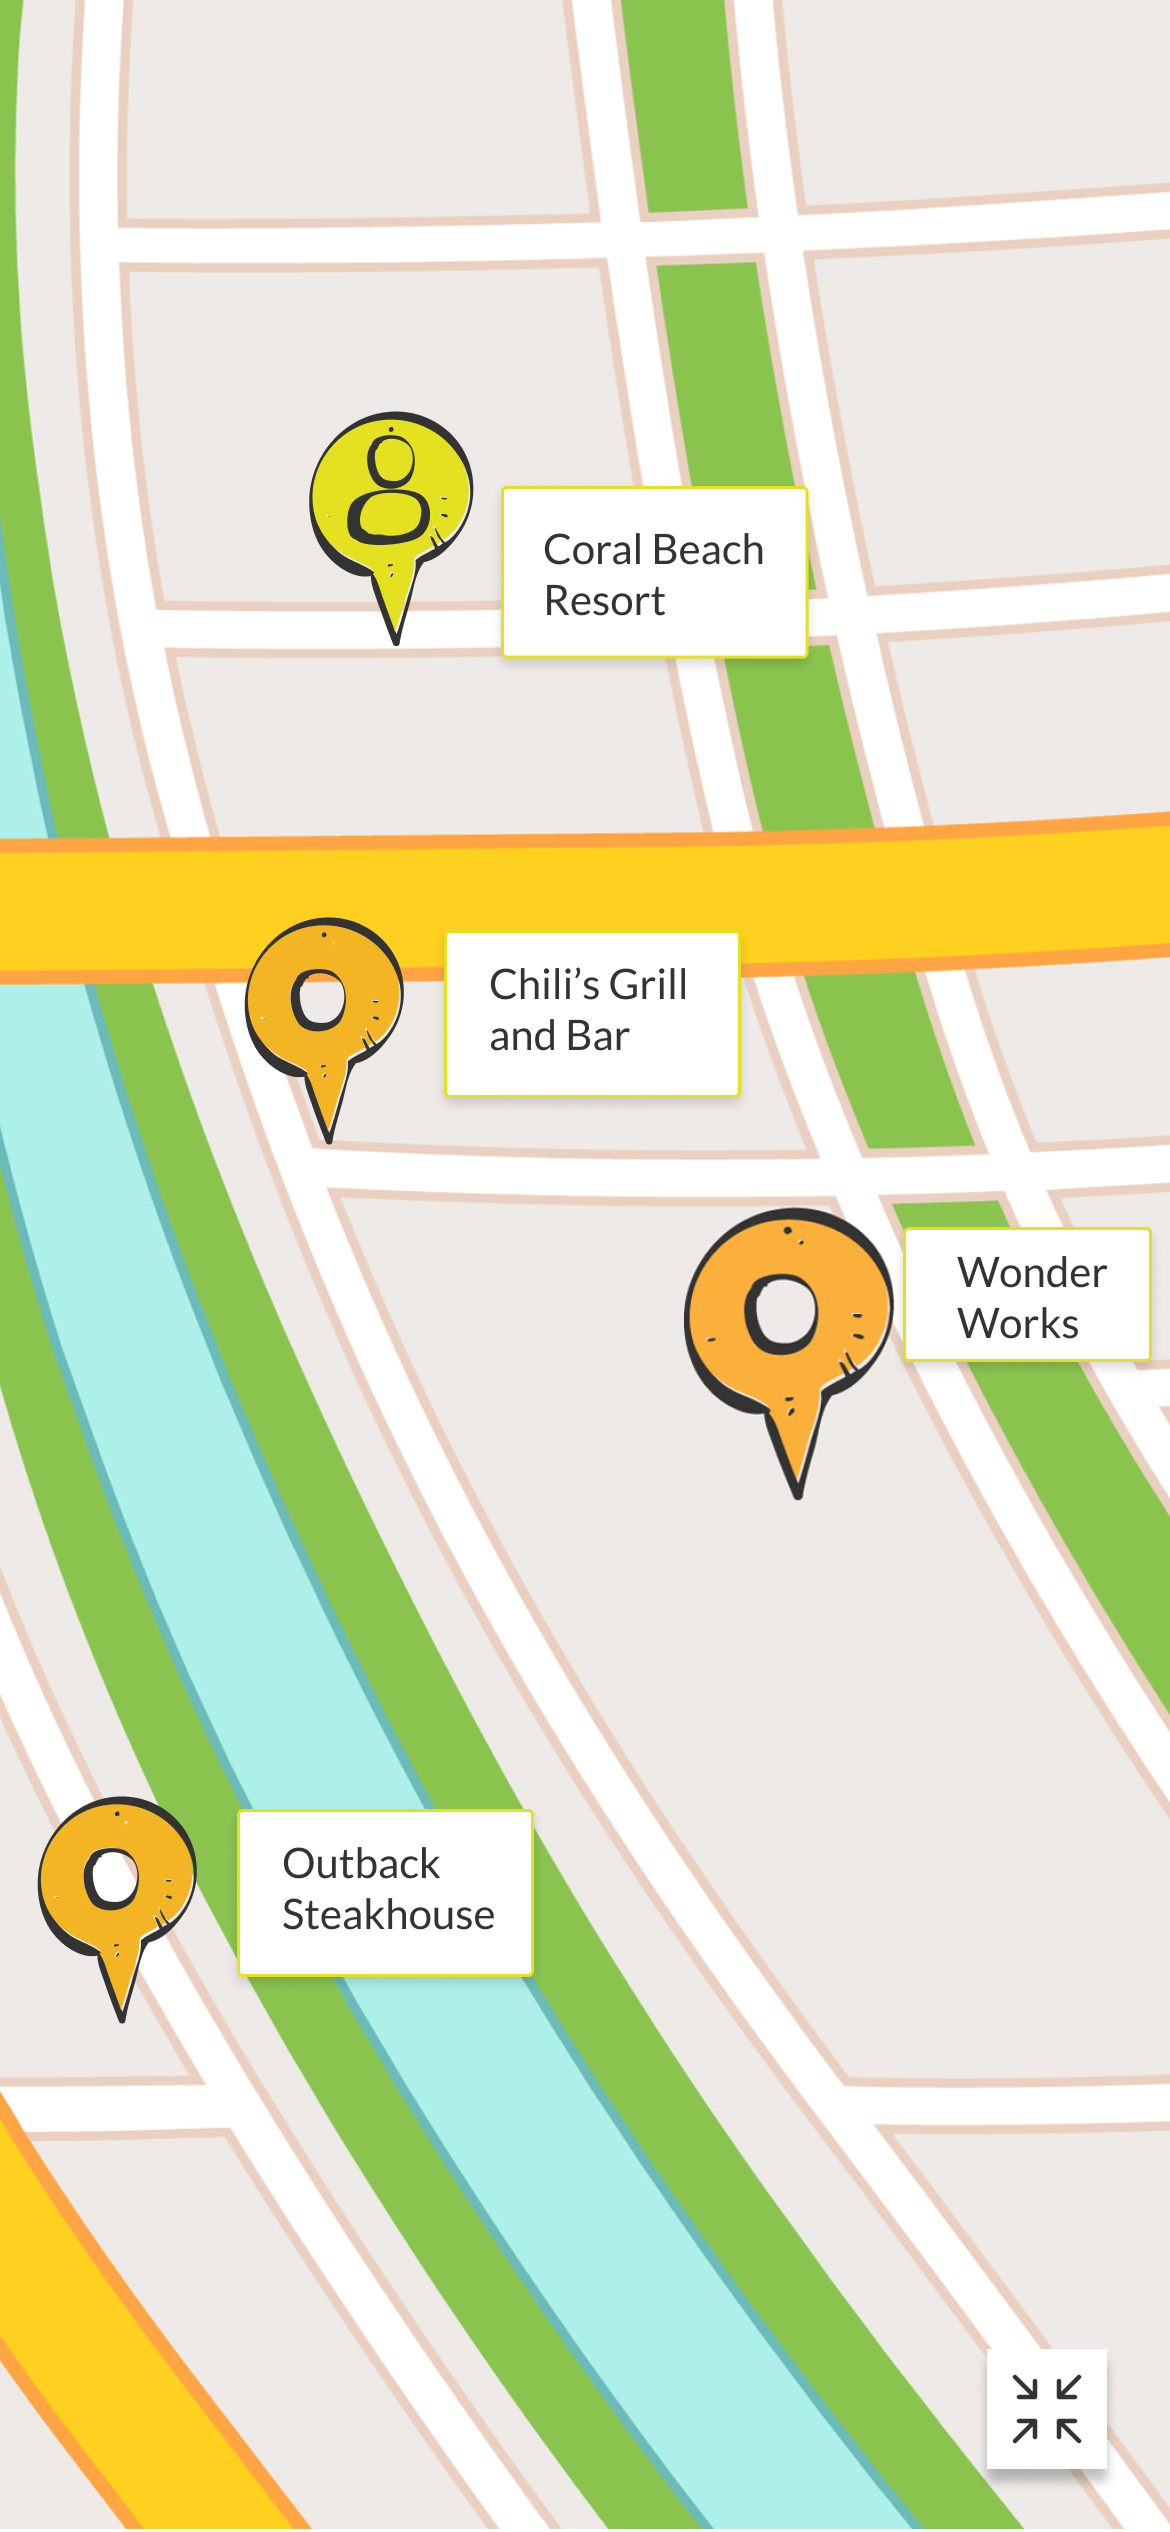 Coral Beach
Resort
Chili’s Grill
and Bar
Wonder
Works
Outback
Steakhouse